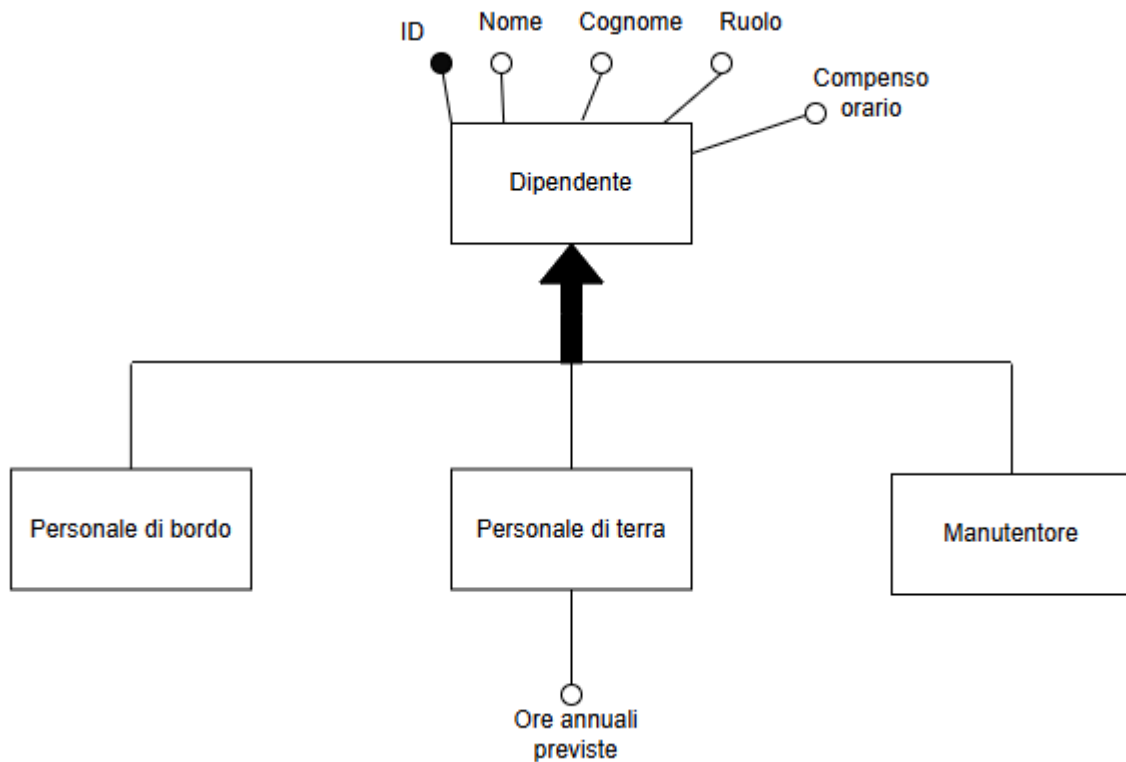 ID
Nome
Cognome
Ruolo
Compenso
orario
Dipendente
Personale di bordo
Personale di terra
Manutentore
Ore annuali
previste